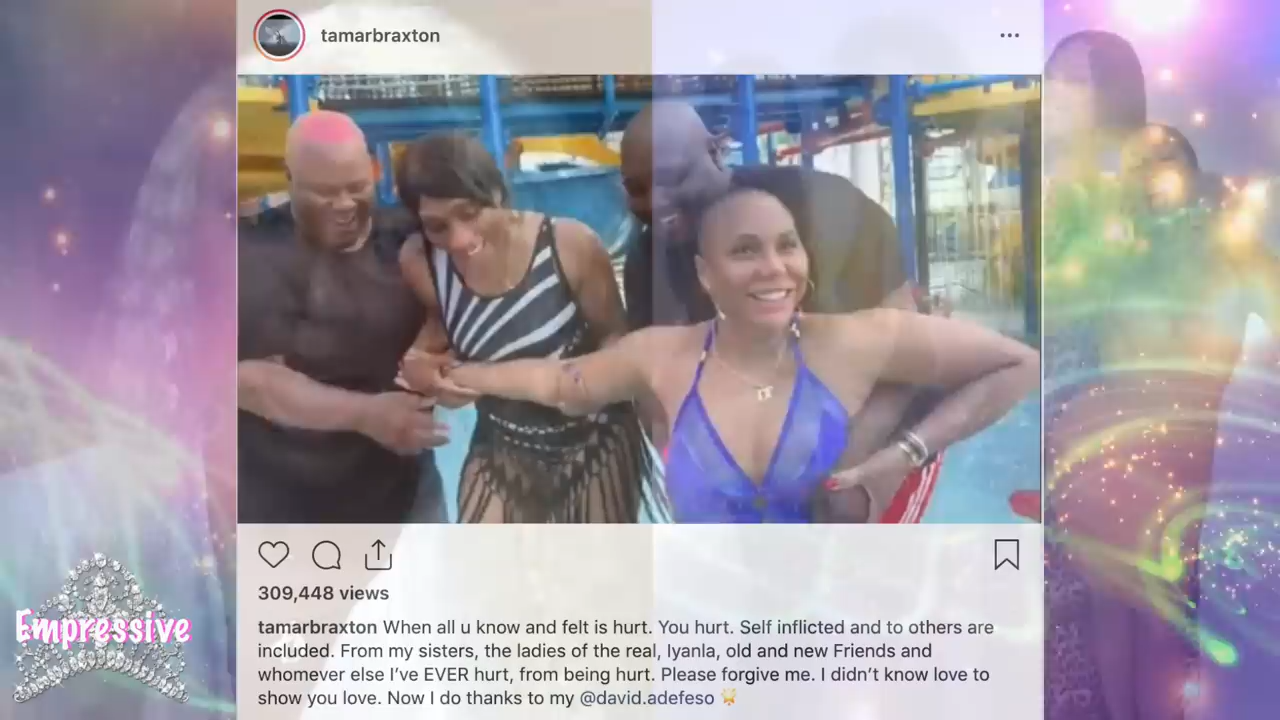 tamarbraxton
309,448 views
tamarbraxton When all u know and felt is hurt. You hurt. Self inflicted and to others are
included. From my sisters, the ladies of the real, Iyanla, old and new Friends and
whomever else I’ve EVER hurt, from being hurt. Please forgive me. I didn’t know love to
show you love. Now I do thanks to my @david.adefeso
Empressive